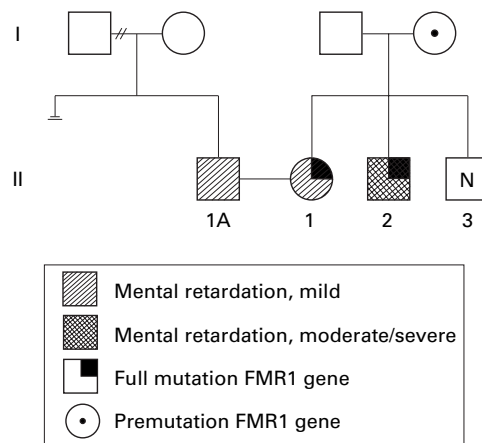 I
N
II
1A 1 2 3
Mental retardation, mild
Mental retardation, moderate/severe
Full mutation FMR1 gene
Premutation FMR1 gene